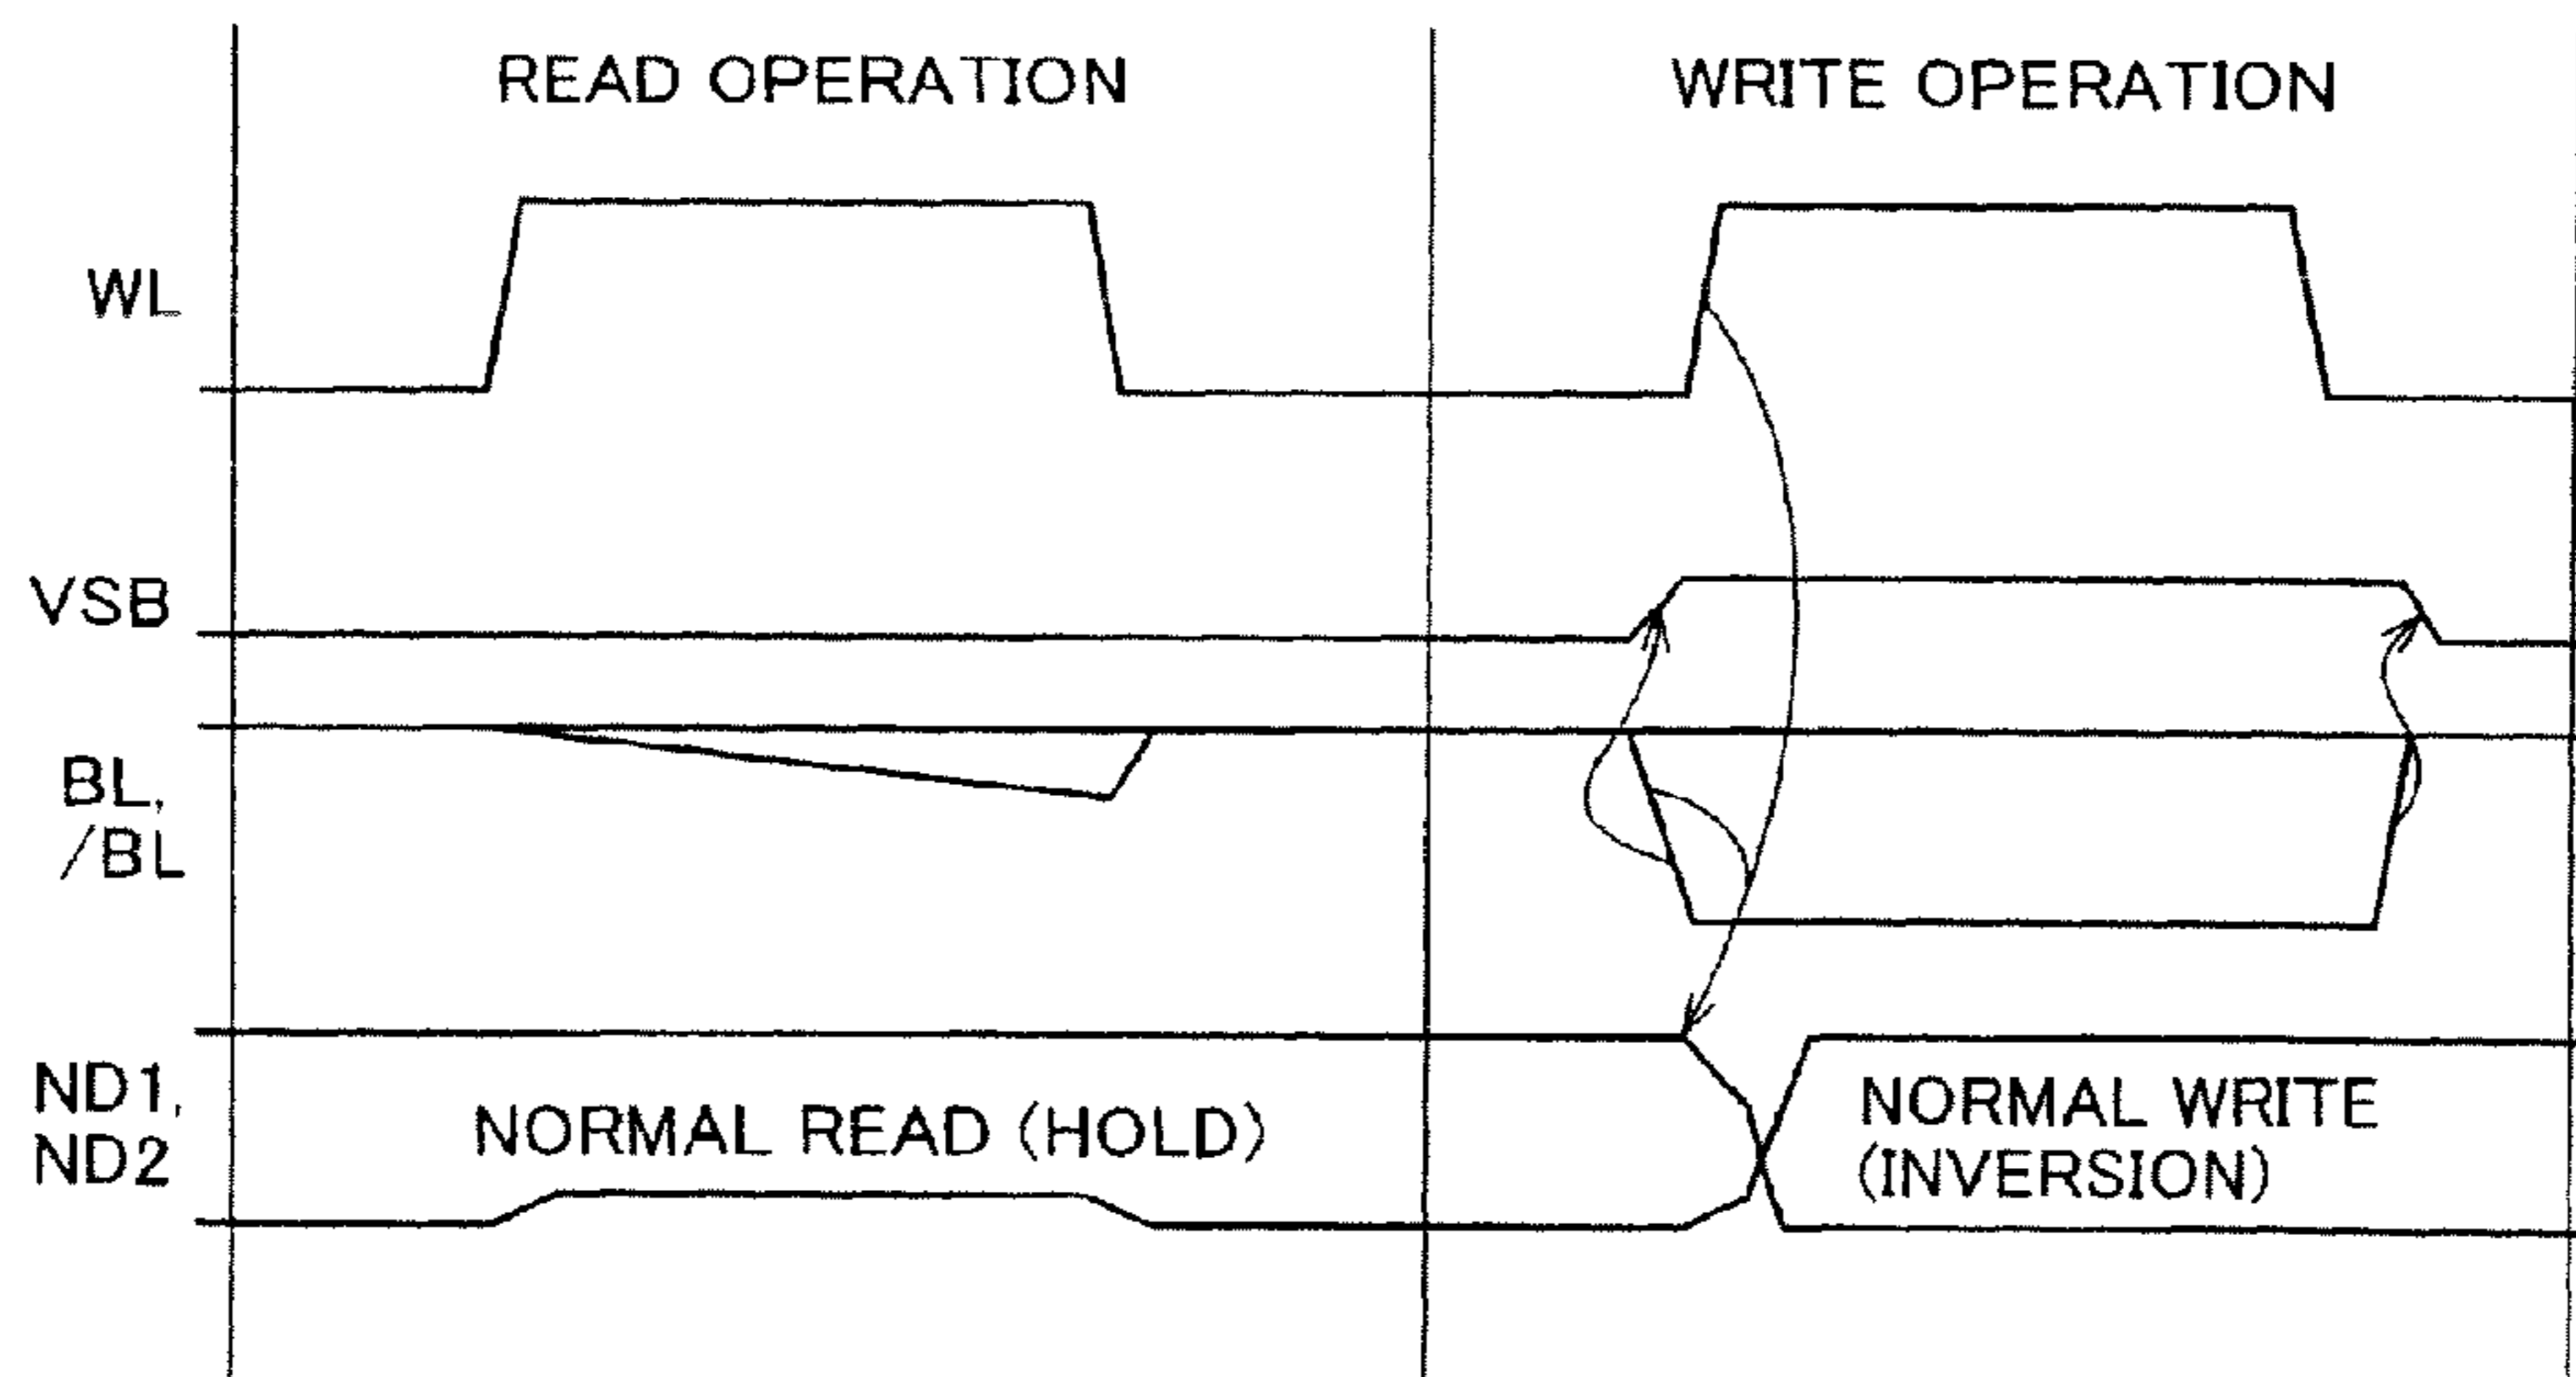 READ OPERATION
WRITE OPERATION
WL
VSB
BL,
/BL
ND1,
ND2
NORMAL READ (HOLD)
NORMAL WRITE
(INVERSION)